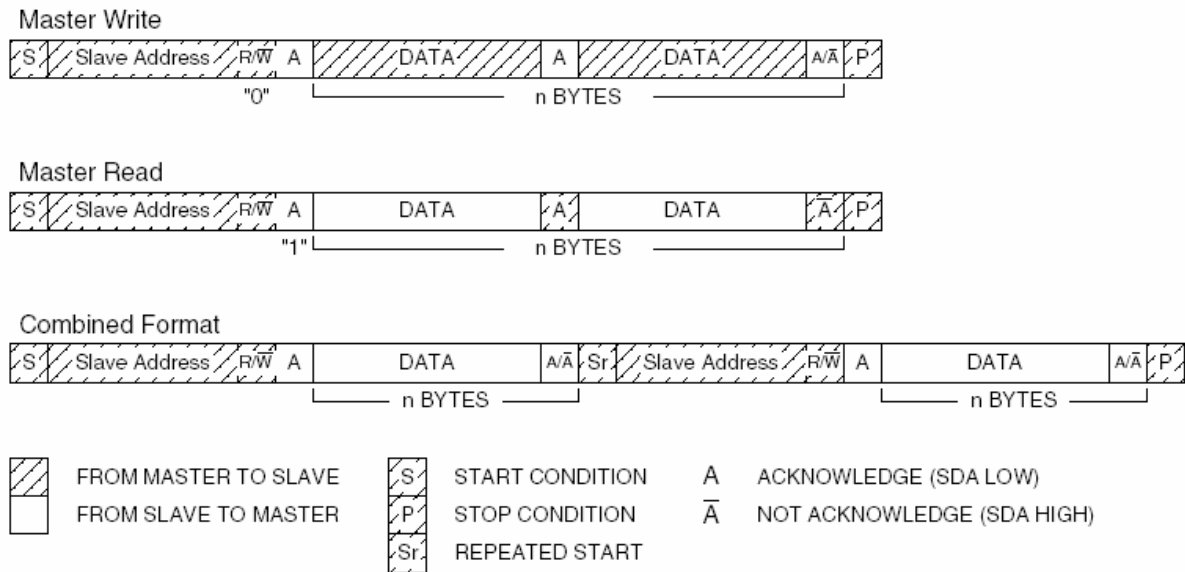 Master Write
S Slave Address R/W̅ A DATA A DATA A/A̅ P
"0" n BYTES
Master Read
S Slave Address R/W̅ A DATA A DATA A̅ P
"1" n BYTES
Combined Format
S Slave Address R/W̅ A DATA A/A̅ Sr Slave Address R/W̅ A DATA A/A̅ P
n BYTES n BYTES
FROM MASTER TO SLAVE S START CONDITION A ACKNOWLEDGE (SDA LOW)
FROM SLAVE TO MASTER P STOP CONDITION A̅ NOT ACKNOWLEDGE (SDA HIGH)
Sr REPEATED START